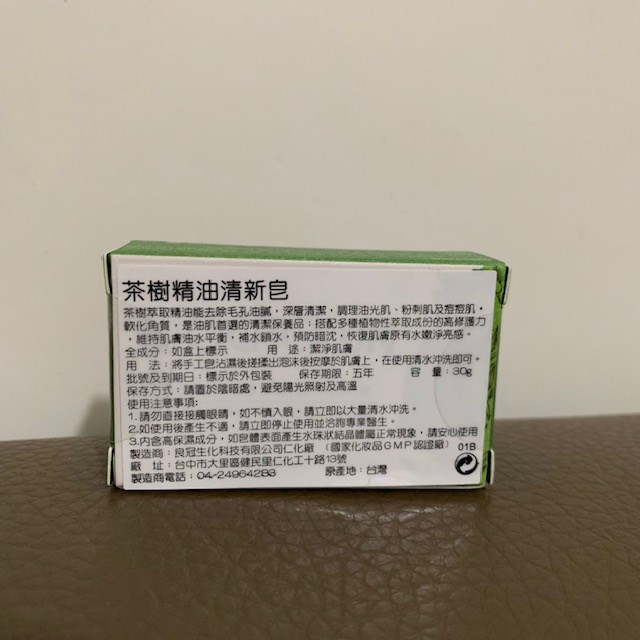 茶樹精油清新皂
茶樹萃取精油能去除毛孔油膩，深層清潔，調理油光肌、粉刺肌及痘痘肌，
軟化角質，是油肌首選的清潔保養品；搭配多種植物性萃取成份的高修護力
，維持肌膚油水平衡，補水鎖水，預防暗沈，恢復肌膚原有水嫩淨亮感。
全成分：如盒上標示　用　途：潔淨肌膚
用　法：將手工皂沾濕後搓揉出泡沫後按摩於肌膚上，在使用清水沖洗即可。
批號及到期日：標示於外包裝　保存期限：五年　容　量：30g
保存方式：請置於陰暗處，避免陽光照射及高溫
使用注意事項：
1.請勿直接接觸眼睛，如不慎入眼，請立即以大量清水沖洗。
2.如使用後產生不適，請立即停止使用並洽詢專業醫生。
3.內含高保濕成分，如皂體表面產生水珠狀結晶體屬正常現象，請安心使用
製造商：良冠生化科技有限公司仁化廠（國家化妝品GMP認證廠）01B
廠　址：台中市大里區健民里仁化工十路13號
製造商電話：04-24954283　原產地：台灣